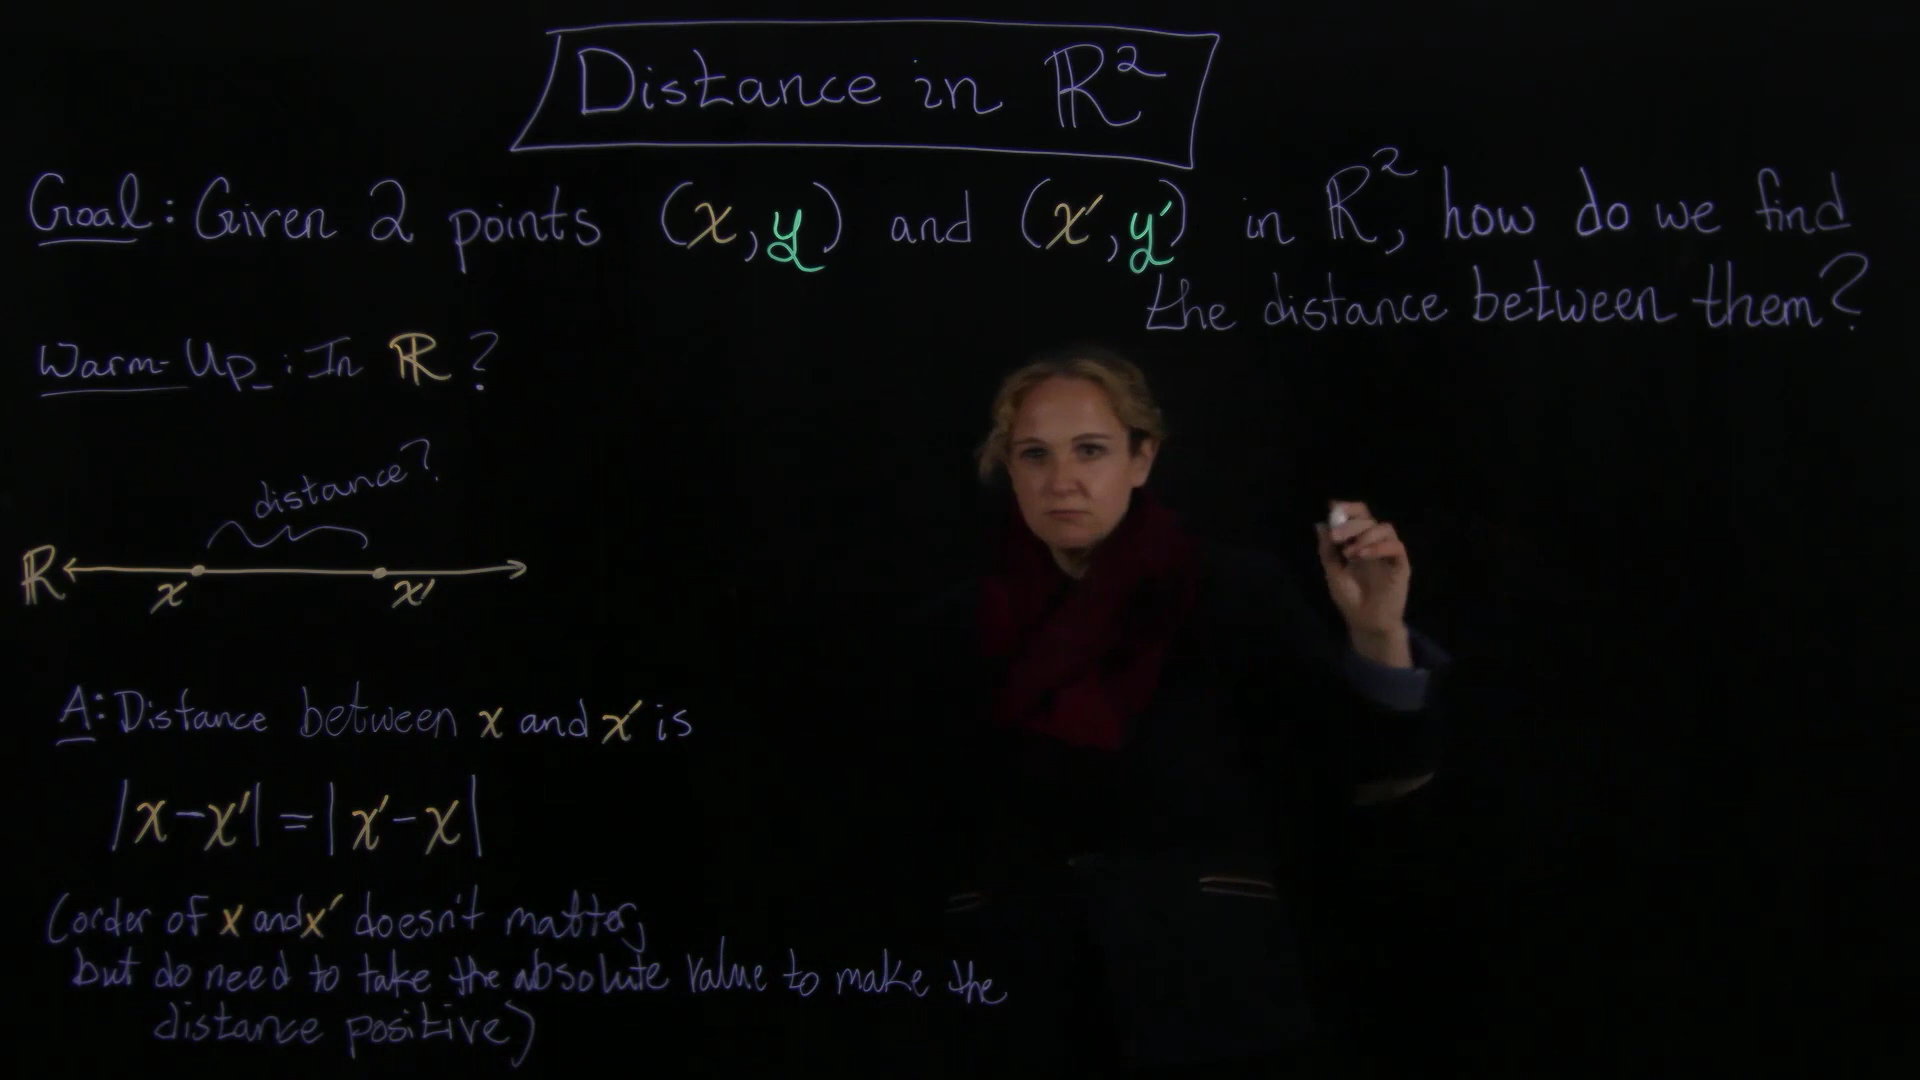 Distance in ℝ²
Goal: Given 2 points (x,y) and (x′,y′) in ℝ², how do we find
the distance between them?
Warm-Up: In ℝ?
distance?
ℝ
x x′
A: Distance between x and x′ is
|x-x′|=|x′-x|
(order of x and x′ doesn't matter,
but do need to take the absolute value to make the
distance positive)